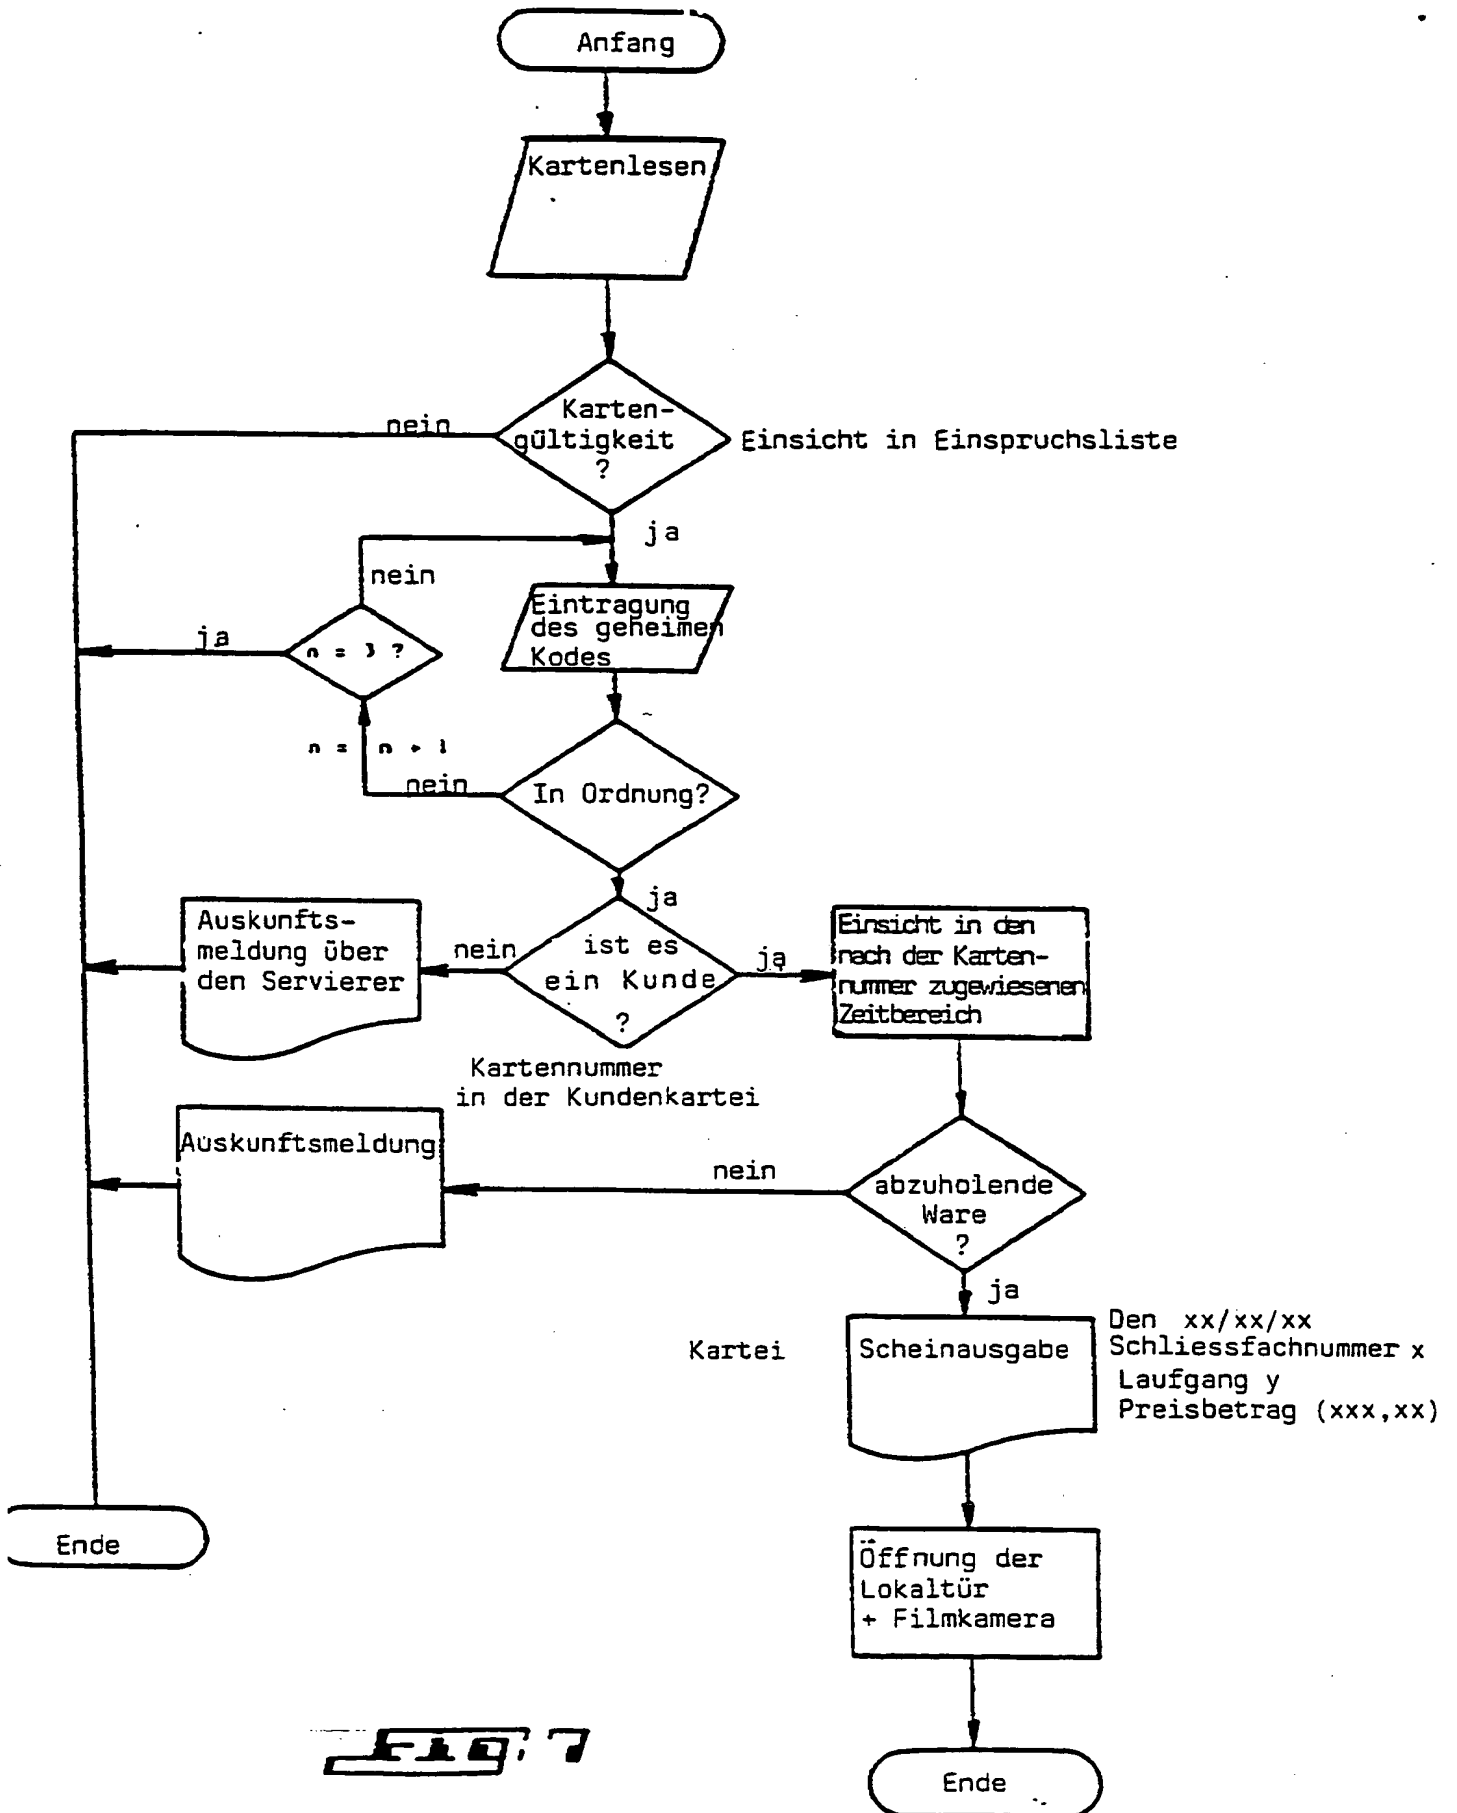 Anfang
Kartenlesen
Karten-
gültigkeit
?
nein
Einsicht in Einspruchsliste
ja
nein
Eintragung
des geheimen
Kodes
ja
n = 3 ?
n = n + 1
nein
In Ordnung?
ja
Auskunfts-
meldung über
den Servierer
nein
ist es
ein Kunde
?
ja
Einsicht in den
nach der Karten-
nummer zugewiesenen
Zeitbereich
Kartennummer
in der Kundenkartei
Auskunftsmeldung
nein
abzuholende
Ware
?
ja
Kartei
Scheinausgabe
Den xx/xx/xx
Schliessfachnummer x
Laufgang y
Preisbetrag (xxx,xx)
Ende
Öffnung der
Lokaltür
+ Filmkamera
Fig. 7
Ende